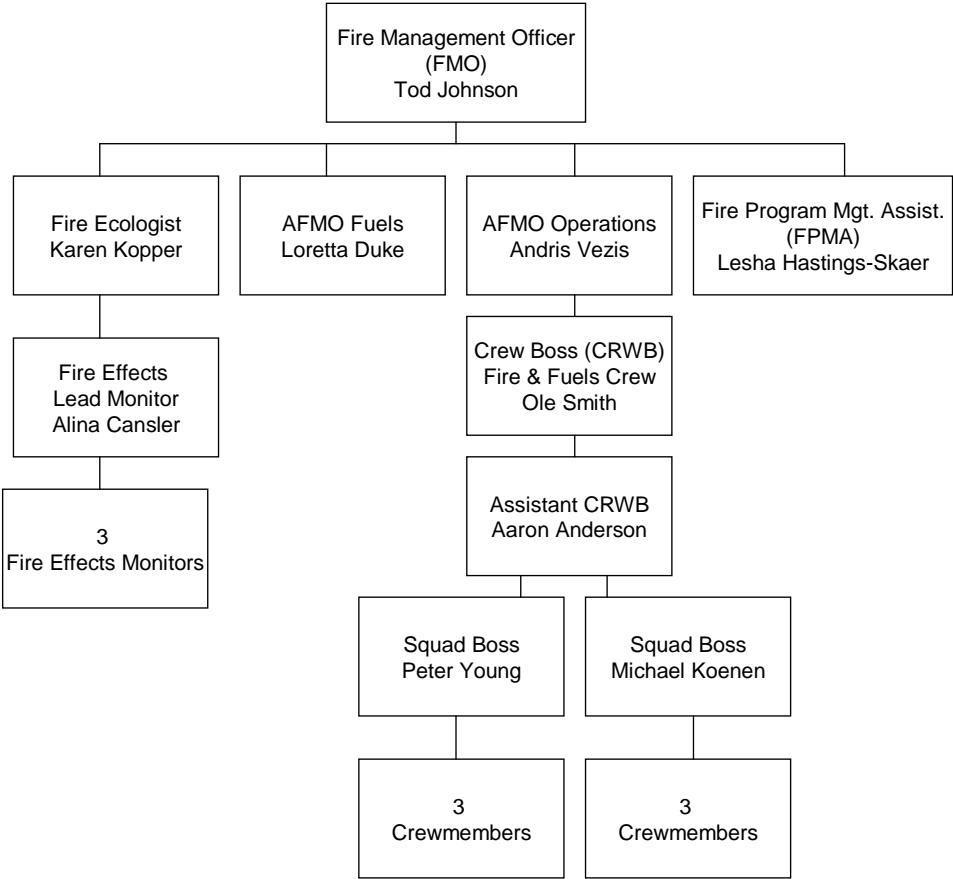 Fire Management Officer
(FMO)
Tod Johnson
Fire Ecologist
Karen Kopper
AFMO Fuels
Loretta Duke
AFMO Operations
Andris Vezis
Fire Program Mgt. Assist.
(FPMA)
Lesha Hastings-Skaer
Fire Effects
Lead Monitor
Alina Cansler
Crew Boss (CRWB)
Fire & Fuels Crew
Ole Smith
3
Fire Effects Monitors
Assistant CRWB
Aaron Anderson
Squad Boss
Peter Young
Squad Boss
Michael Koenen
3
Crewmembers
3
Crewmembers